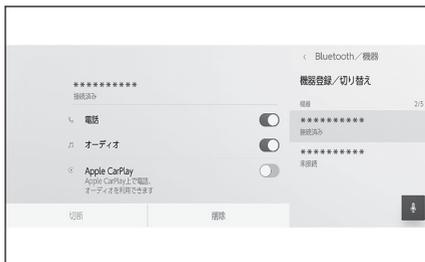 **********
接続済み
電話
オーディオ
Apple CarPlay
Apple CarPlay上で電話、
オーディオを利用できます
切断
削除
‹ Bluetooth／機器
機器登録／切り替え
機器 2/5
**********
接続済み
**********
未接続